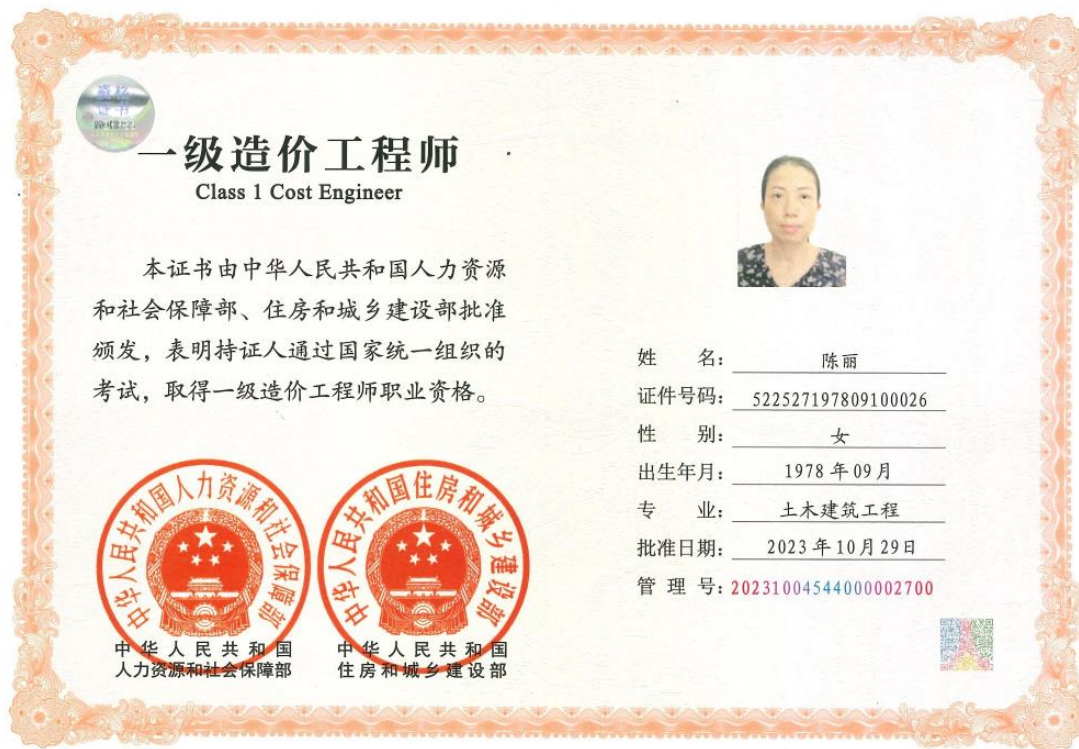 一级造价工程师
Class 1 Cost Engineer
本证书由中华人民共和国人力资源
和社会保障部、住房和城乡建设部批准
颁发，表明持证人通过国家统一组织的
考试，取得一级造价工程师职业资格。
中华人民共和国人力资源和社会保障部
中华人民共和国
人力资源和社会保障部
中华人民共和国住房和城乡建设部
中华人民共和国
住房和城乡建设部
姓 名： 陈丽
证件号码： 522527197809100026
性 别： 女
出生年月： 1978年09月
专 业： 土木建筑工程
批准日期： 2023年10月29日
管 理 号：20231004544000002700